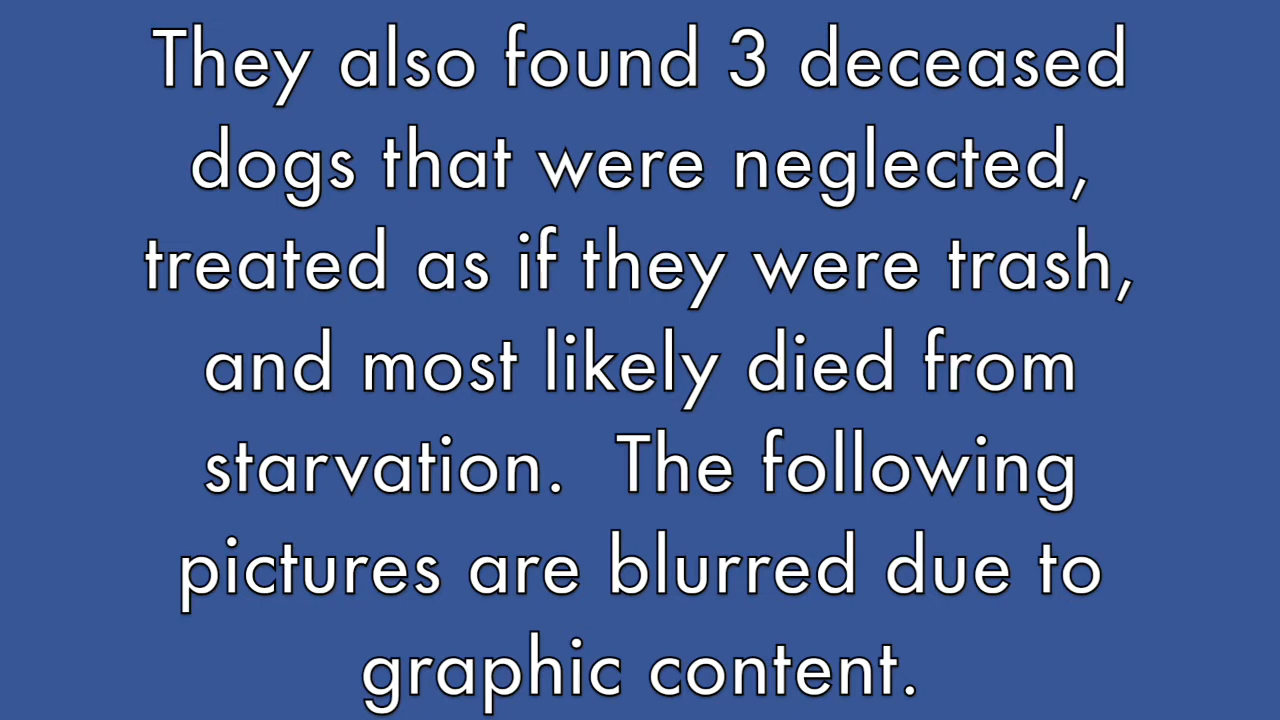 They also found 3 deceased
dogs that were neglected,
treated as if they were trash,
and most likely died from
starvation.  The following
pictures are blurred due to
graphic content.